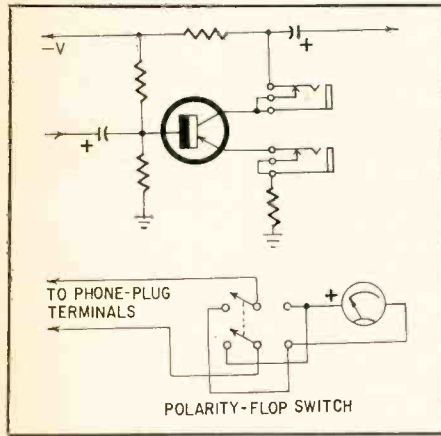 −V
+
+
TO PHONE-PLUG
TERMINALS
+
POLARITY-FLOP SWITCH